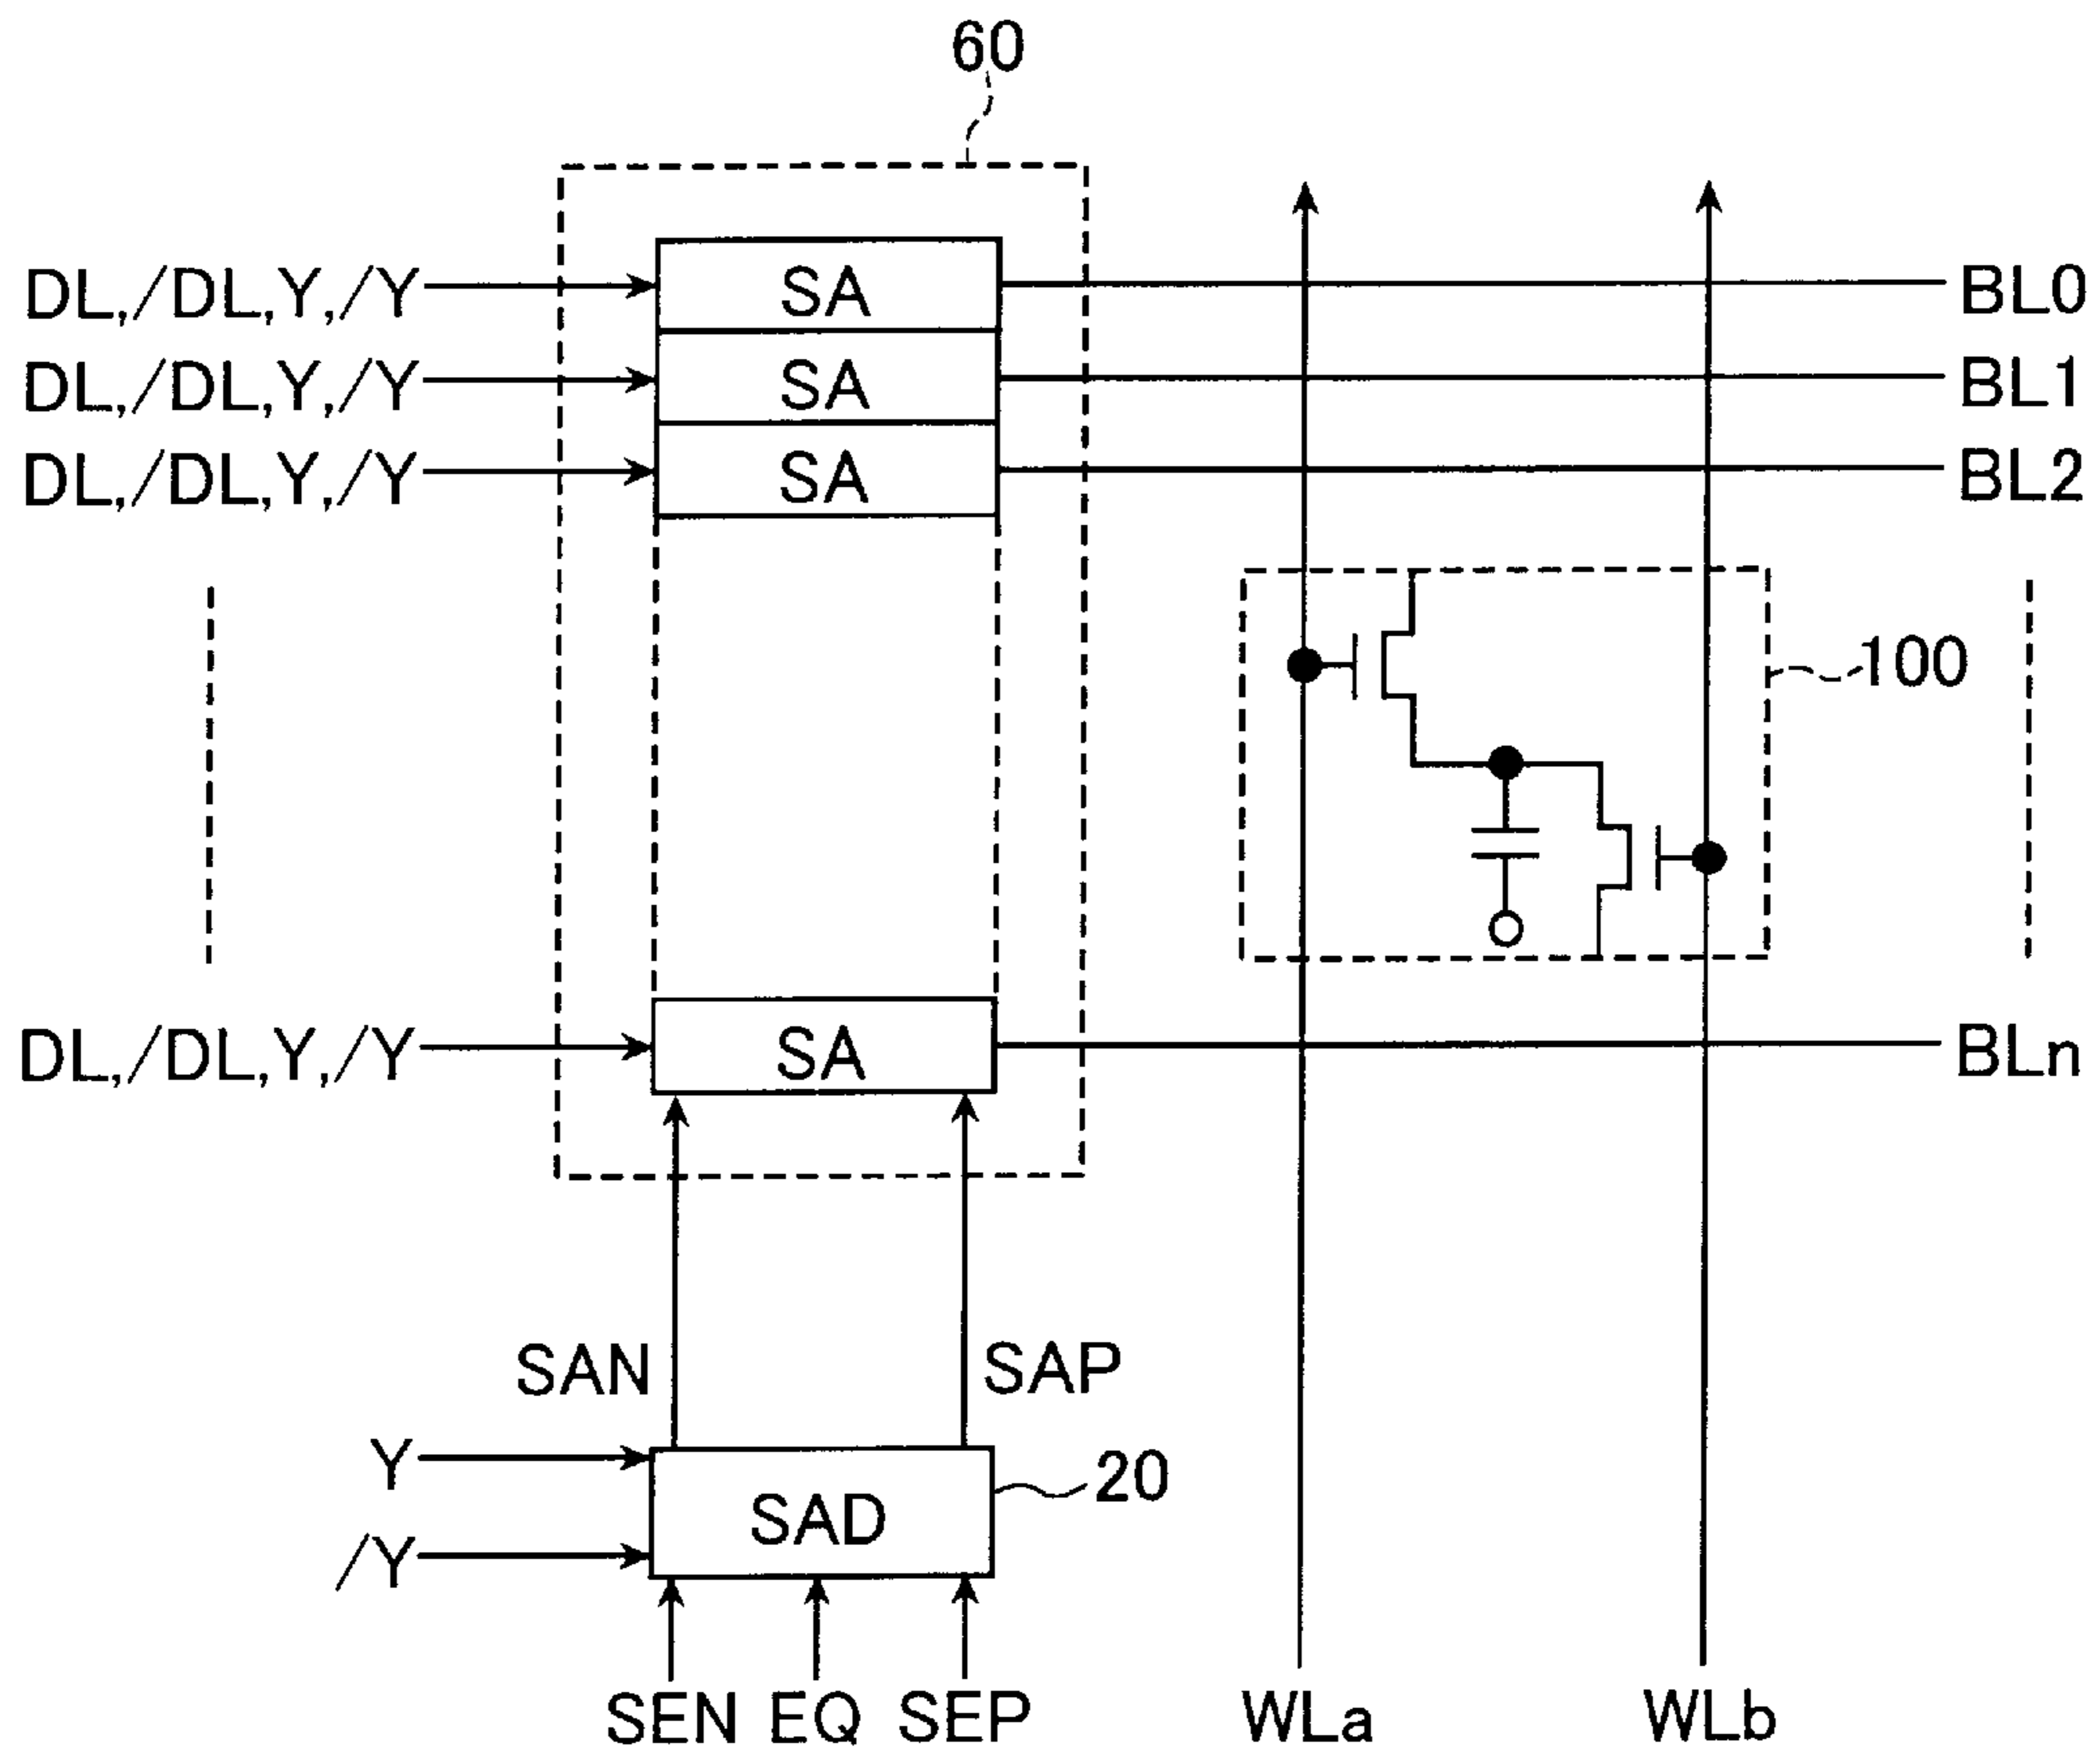 60
DL,/DL,Y,/Y SA BL0
DL,/DL,Y,/Y SA BL1
DL,/DL,Y,/Y SA BL2
100
DL,/DL,Y,/Y SA BLn
SAN SAP
Y 20
SAD
/Y
SEN EQ SEP WLa WLb